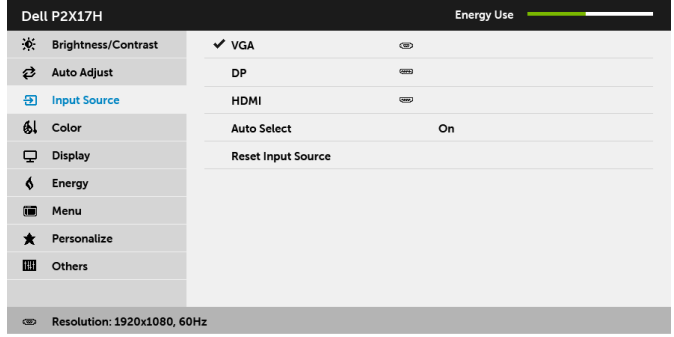 Dell P2X17H
Energy Use
Brightness/Contrast
Auto Adjust
Input Source
Color
Display
Energy
Menu
Personalize
Others
VGA
DP
HDMI
Auto Select On
Reset Input Source
Resolution: 1920x1080, 60Hz